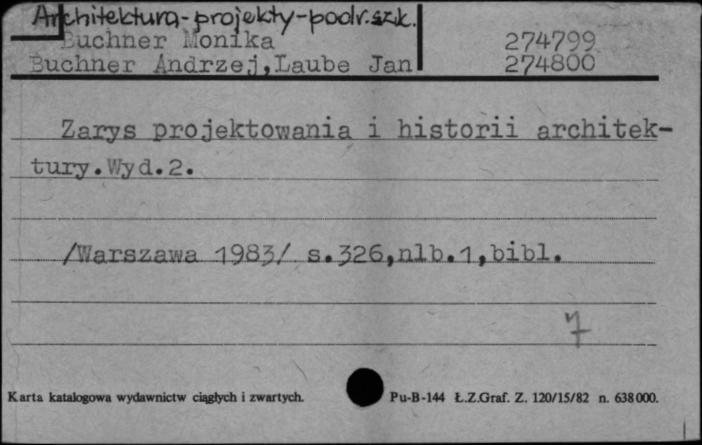 Architektura-projekty-podr.szk.
Buchner Monika 274799
Buchner Andrzej,Laube Jan 274800
Zarys projektowania i historii architek-
tury.Wyd.2.
/Warszawa 1983/ s.326,nlb.1,bibl.
7
Karta katalogowa wydawnictw ciągłych i zwartych. Pu-B-144 Ł.Z.Graf. Z. 120/15/82 n. 638000.